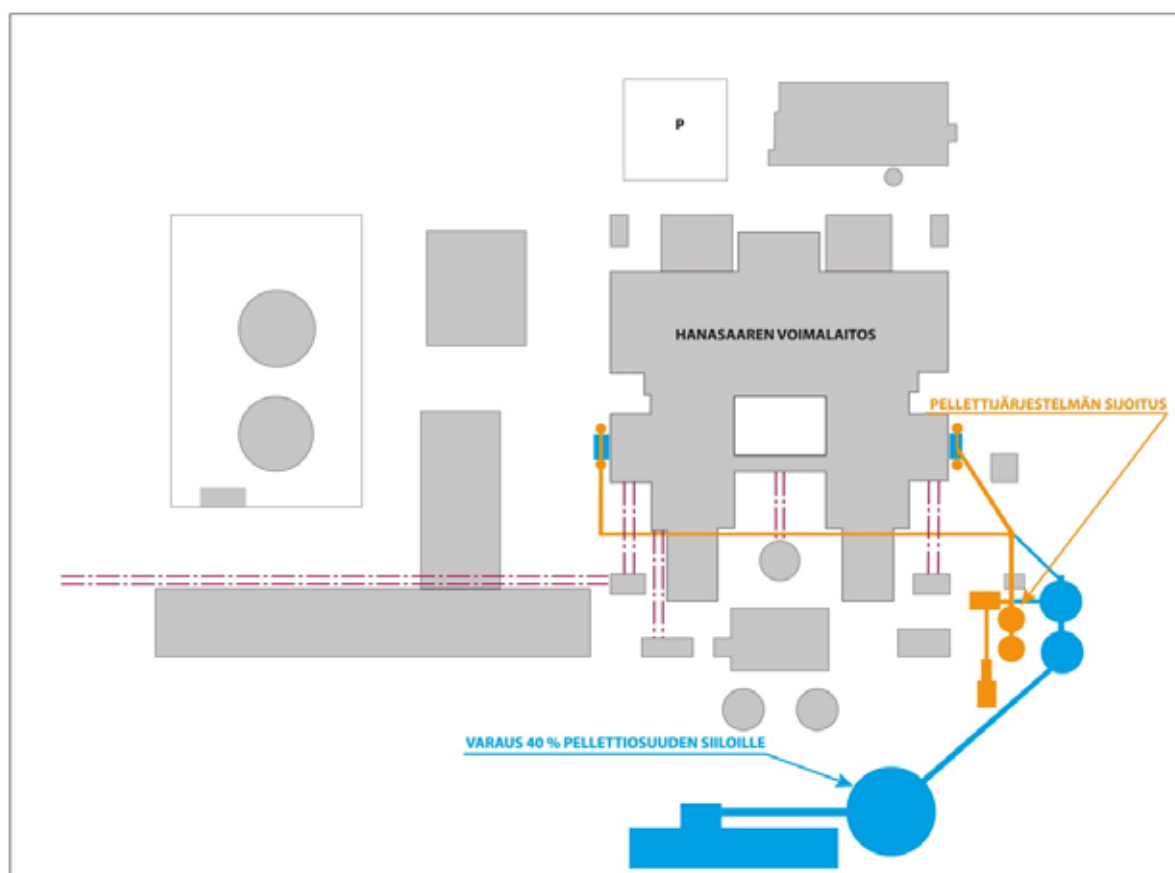 P
HANASAAREN VOIMALAITOS
PELLETTIJÄRJESTELMÄN SIJOITUS
VARAUS 40 % PELLETTIOSUUDEN SIILOILLE